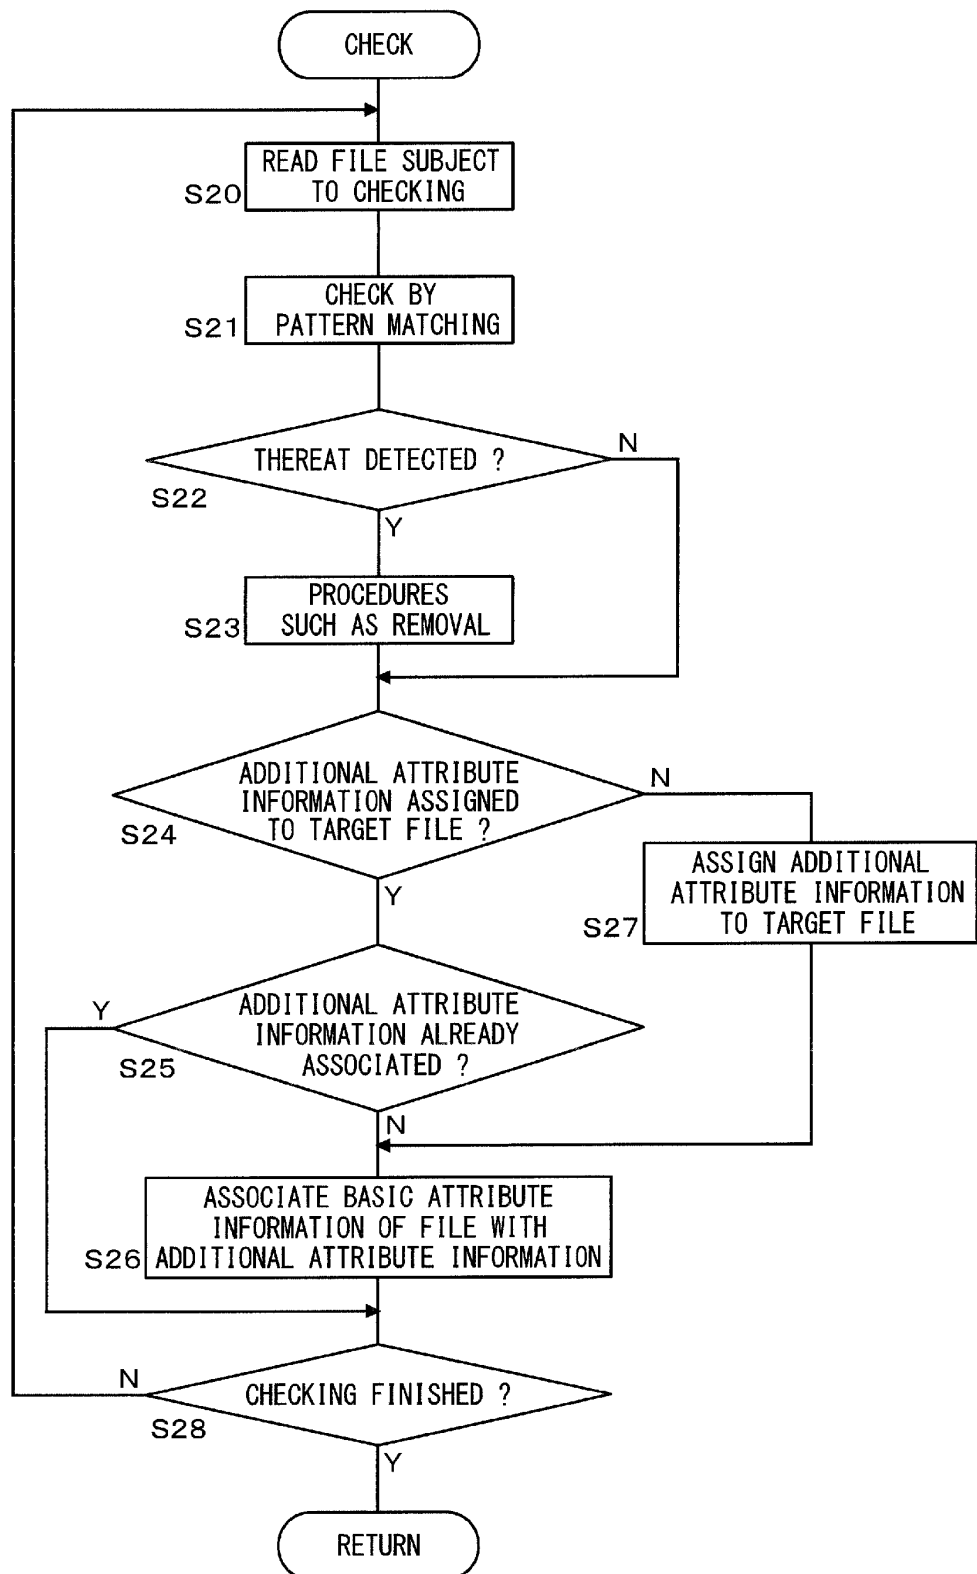 CHECK
READ FILE SUBJECT
TO CHECKING
S20
CHECK BY
PATTERN MATCHING
S21
THEREAT DETECTED ?
N
S22
Y
PROCEDURES
SUCH AS REMOVAL
S23
ADDITIONAL ATTRIBUTE
INFORMATION ASSIGNED
TO TARGET FILE ?
N
S24
Y
ASSIGN ADDITIONAL
ATTRIBUTE INFORMATION
TO TARGET FILE
S27
ADDITIONAL ATTRIBUTE
INFORMATION ALREADY
ASSOCIATED ?
Y
S25
N
ASSOCIATE BASIC ATTRIBUTE
INFORMATION OF FILE WITH
ADDITIONAL ATTRIBUTE INFORMATION
S26
CHECKING FINISHED ?
N
S28
Y
RETURN